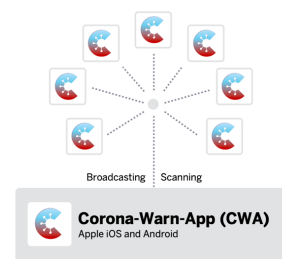 Broadcasting Scanning
Corona-Warn-App (CWA)
Apple iOS and Android